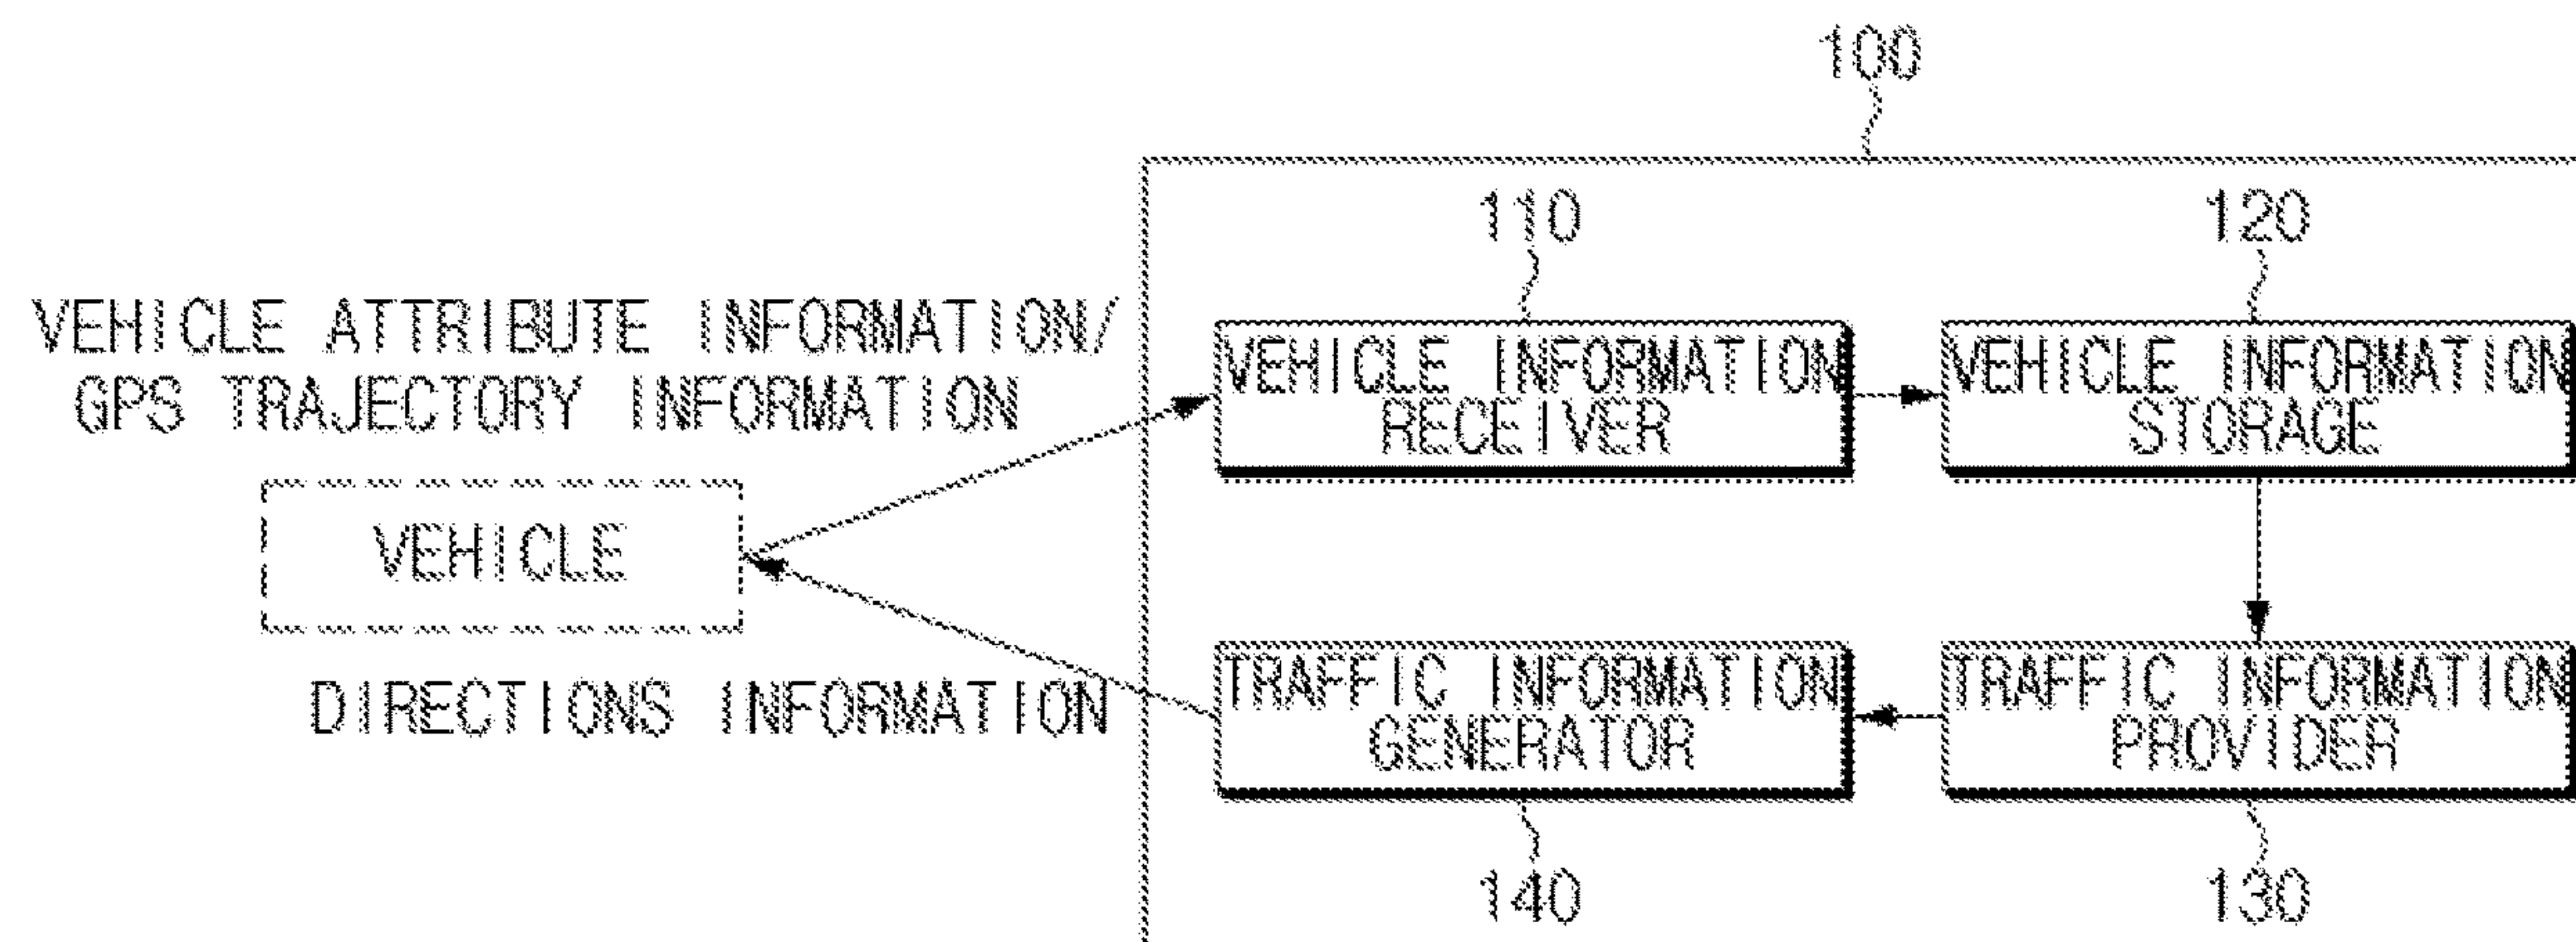 100
110
120
VEHICLE ATTRIBUTE INFORMATION/
GPS TRAJECTORY INFORMATION
VEHICLE INFORMATION
RECEIVER
VEHICLE INFORMATION
STORAGE
VEHICLE
DIRECTIONS INFORMATION
TRAFFIC INFORMATION
GENERATOR
TRAFFIC INFORMATION
PROVIDER
140
130